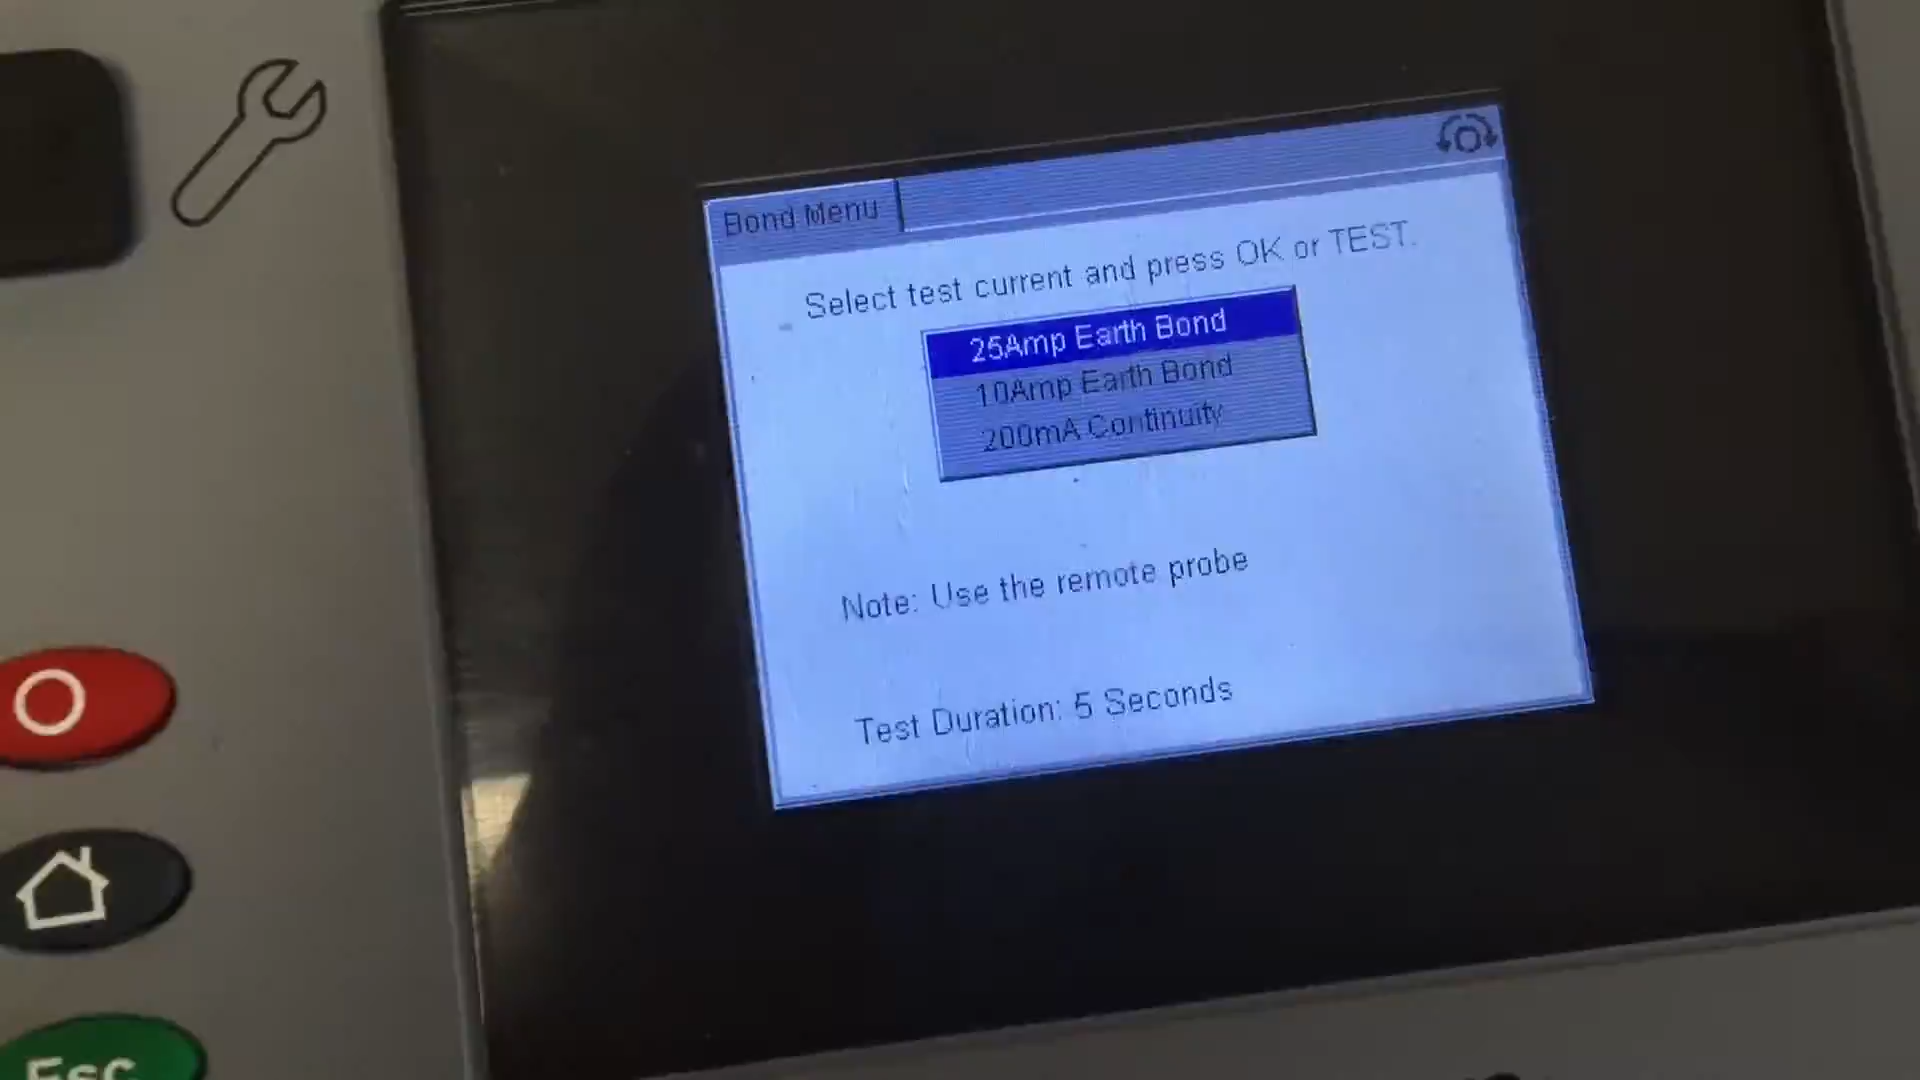 Bond Menu
Select test current and press OK or TEST.
25Amp Earth Bond
10Amp Earth Bond
200mA Continuity
Note: Use the remote probe
Test Duration: 5 Seconds
Esc